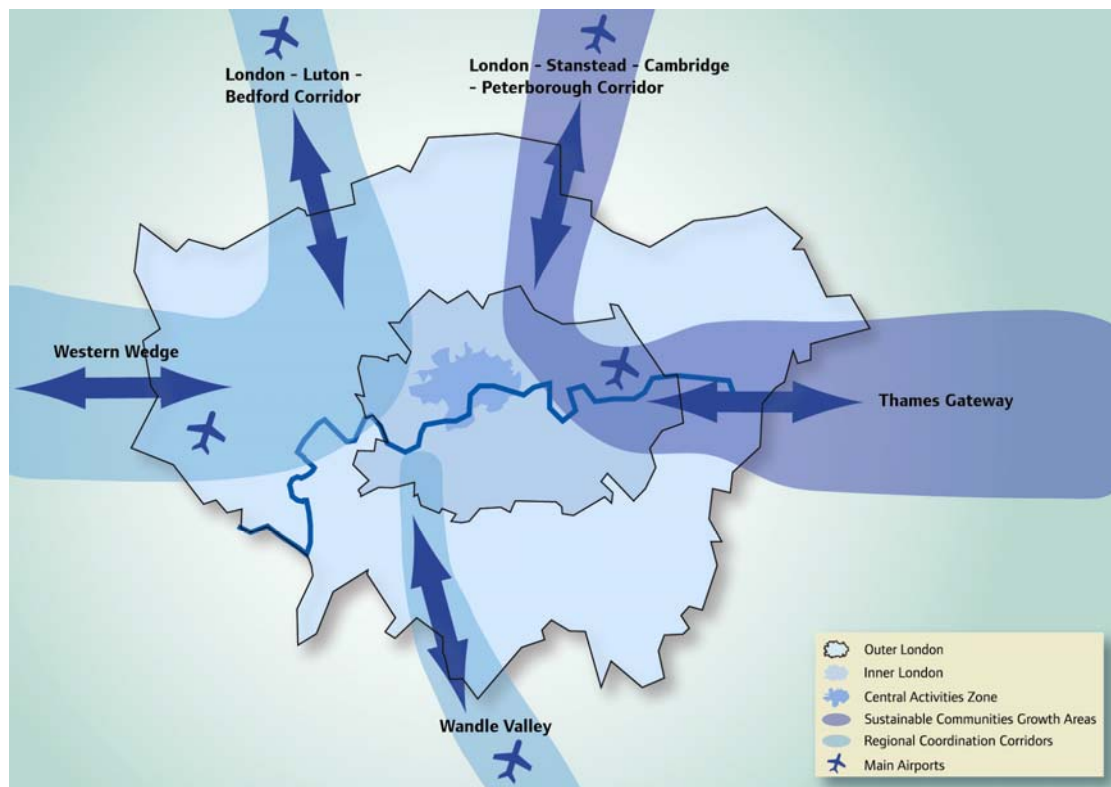 London - Luton -
Bedford Corridor
London - Stanstead - Cambridge
- Peterborough Corridor
Western Wedge
Thames Gateway
Wandle Valley
Outer London
Inner London
Central Activities Zone
Sustainable Communities Growth Areas
Regional Coordination Corridors
Main Airports